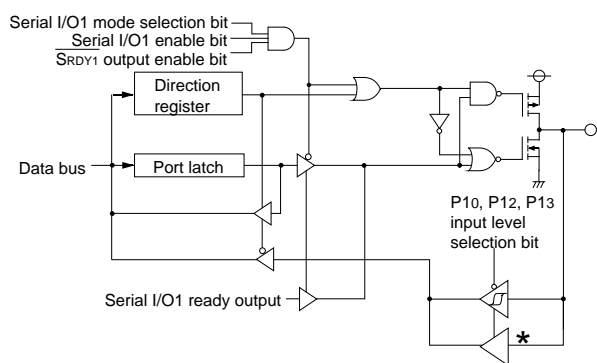 Serial I/O1 mode selection bit
Serial I/O1 enable bit
SRDY1 output enable bit
Direction
register
Data bus
Port latch
P10, P12, P13
input level
selection bit
Serial I/O1 ready output
*